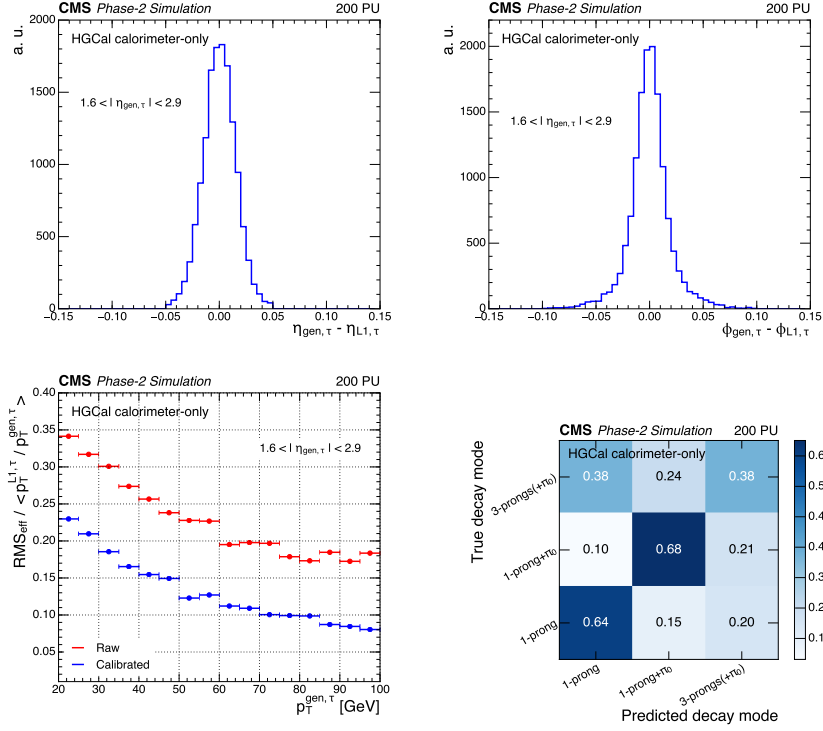 CMS Phase-2 Simulation 200 PU
HGCal calorimeter-only
1.6 < | η_gen, τ | < 2.9
a. u.
2000
1500
1000
500
0
−0.15 −0.10 −0.05 0.00 0.05 0.10 0.15
η_gen, τ - η_L1, τ
CMS Phase-2 Simulation 200 PU
HGCal calorimeter-only
1.6 < | η_gen, τ | < 2.9
a. u.
2000
1500
1000
500
0
−0.15 −0.10 −0.05 0.00 0.05 0.10 0.15
ϕ_gen, τ - ϕ_L1, τ
CMS Phase-2 Simulation 200 PU
HGCal calorimeter-only
1.6 < | η_gen, τ | < 2.9
RMS_eff / < p_T^L1, τ / p_T^gen, τ >
0.40
0.35
0.30
0.25
0.20
0.15
0.10
0.05
Raw
Calibrated
20 30 40 50 60 70 80 90 100
p_T^gen, τ [GeV]
CMS Phase-2 Simulation 200 PU
HGCal calorimeter-only
True decay mode
3-prongs(+π₀)
0.38 0.24 0.38
1-prong+π₀
0.10 0.68 0.21
1-prong
0.64 0.15 0.20
1-prong 1-prong+π₀ 3-prongs(+π₀)
Predicted decay mode
0.6
0.5
0.4
0.3
0.2
0.1